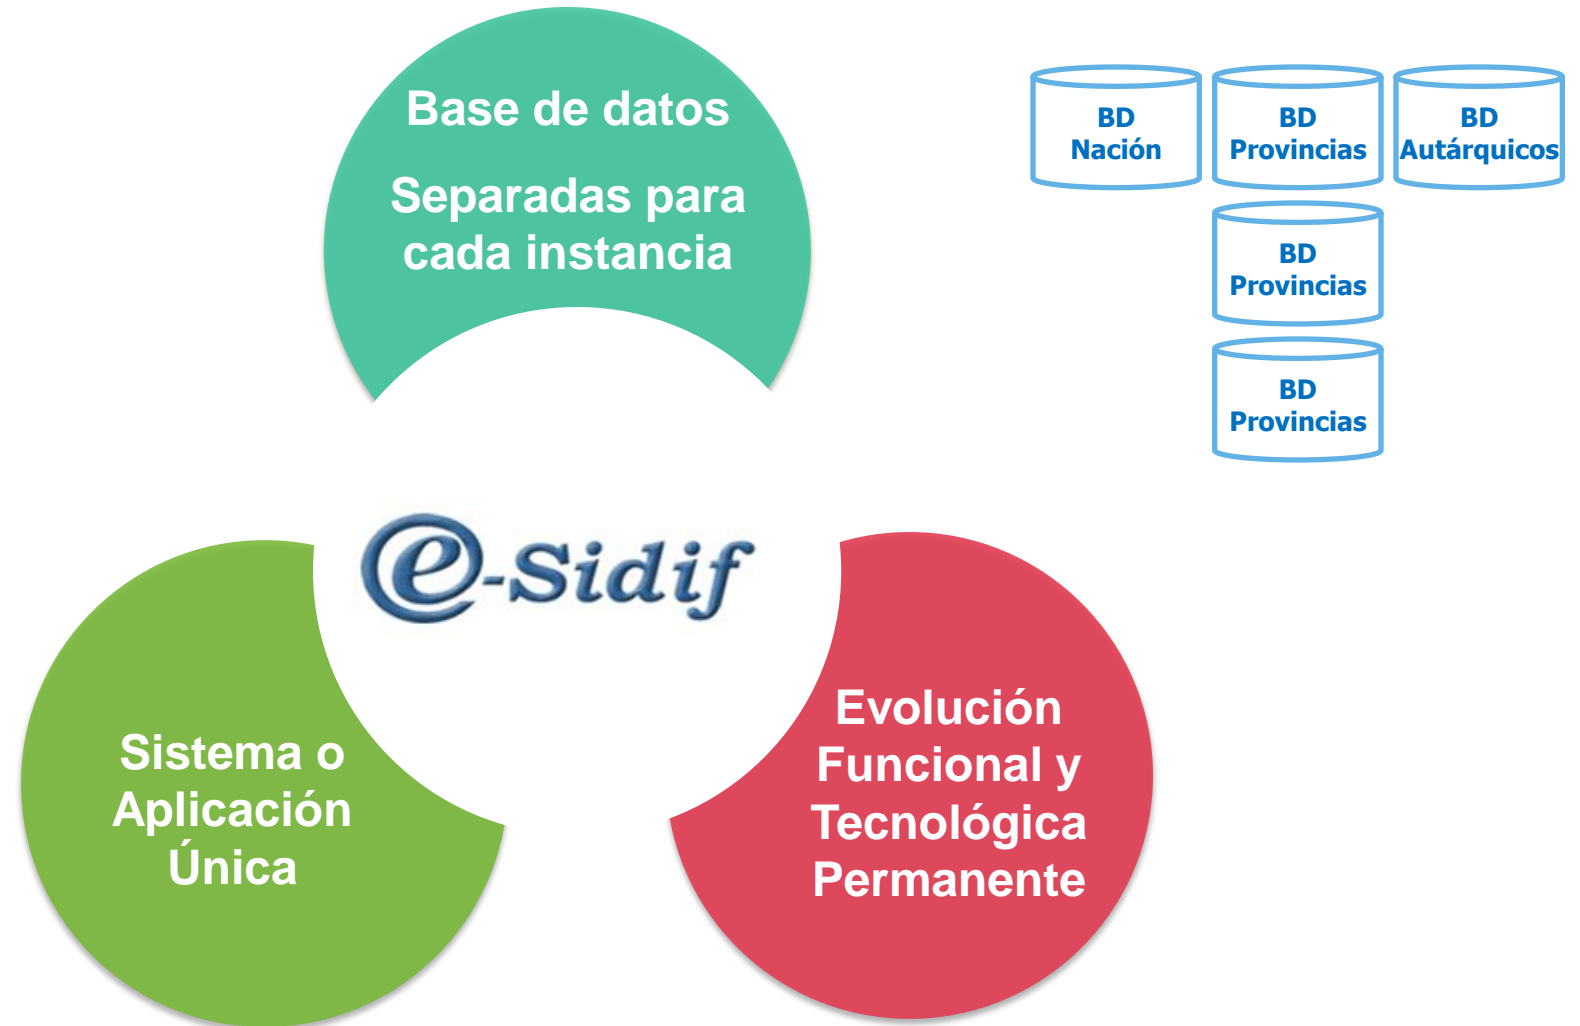 Base de datos
Separadas para
cada instancia
BD
Nación
BD
Provincias
BD
Autárquicos
BD
Provincias
BD
Provincias
@-Sidif
Sistema o
Aplicación
Única
Evolución
Funcional y
Tecnológica
Permanente